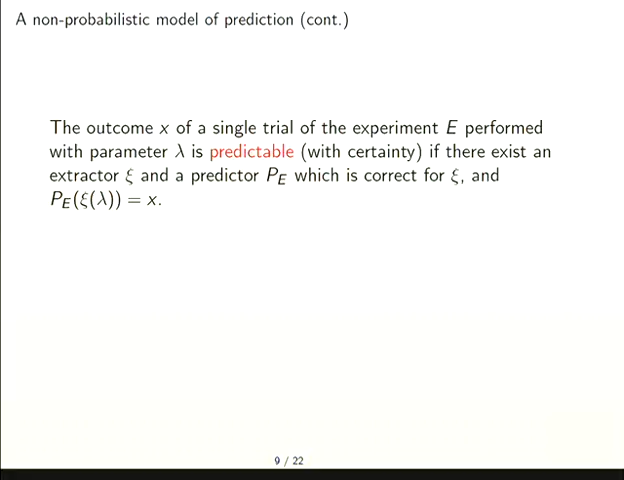 A non-probabilistic model of prediction (cont.)
The outcome x of a single trial of the experiment E performed
with parameter λ is predictable (with certainty) if there exist an
extractor ξ and a predictor P_E which is correct for ξ, and
P_E(ξ(λ)) = x.
9 / 22